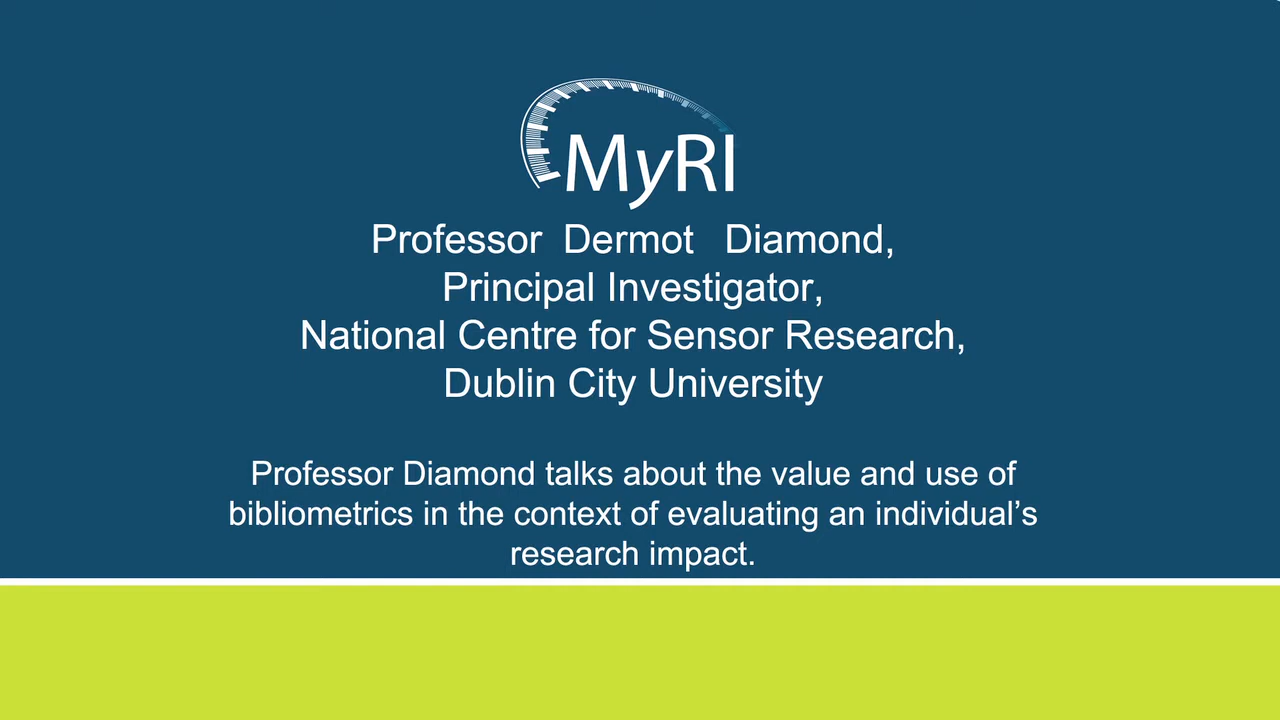 MyRI
Professor Dermot Diamond,
Principal Investigator,
National Centre for Sensor Research,
Dublin City University
Professor Diamond talks about the value and use of
bibliometrics in the context of evaluating an individual’s
research impact.